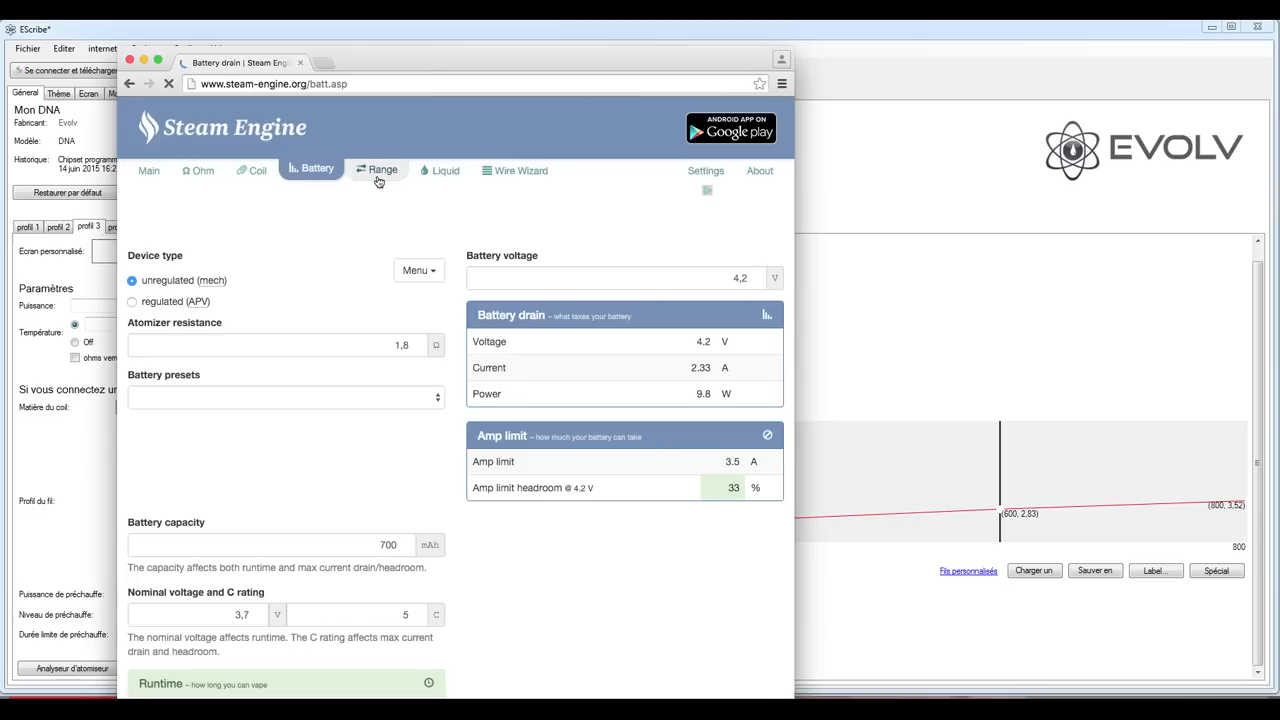 EScribe*
Fichier Editer internet
Battery drain | Steam Eng
Se connecter et télécharger
www.steam-engine.org/batt.asp
Général Thème Ecran
Mon DNA
Fabricant: Evolv
Modèle: DNA
Historique: Chipset programm
14 juin 2015 16:2
Restaurer par défaut
profil 1 profil 2 profil 3
Ecran personnalisé:
Paramètres
Puissance:
Température:
Off
ohms verr
Si vous connectez un
Matière du coil:
Profil du fil:
Puissance de préchauffe:
Niveau de préchauffe:
Durée limite de préchauffe:
Analyseur d'atomiseur
Steam Engine
ANDROID APP ON
Google play
Main Ohm Coil Battery Range Liquid Wire Wizard Settings About
Device type
unregulated (mech)
regulated (APV)
Menu
Atomizer resistance
1,8 Ω
Battery presets
Battery capacity
700 mAh
The capacity affects both runtime and max current drain/headroom.
Nominal voltage and C rating
3,7 V 5 C
The nominal voltage affects runtime. The C rating affects max current
drain and headroom.
Runtime – how long you can vape
Battery voltage
4,2 V
Battery drain – what taxes your battery
Voltage 4.2 V
Current 2.33 A
Power 9.8 W
Amp limit – how much your battery can take
Amp limit 3.5 A
Amp limit headroom @ 4.2 V 33 %
EVOLV
(600, 2,83)
(800, 3,52)
800
Fils personnalisés Charger un Sauver en Label... Spécial